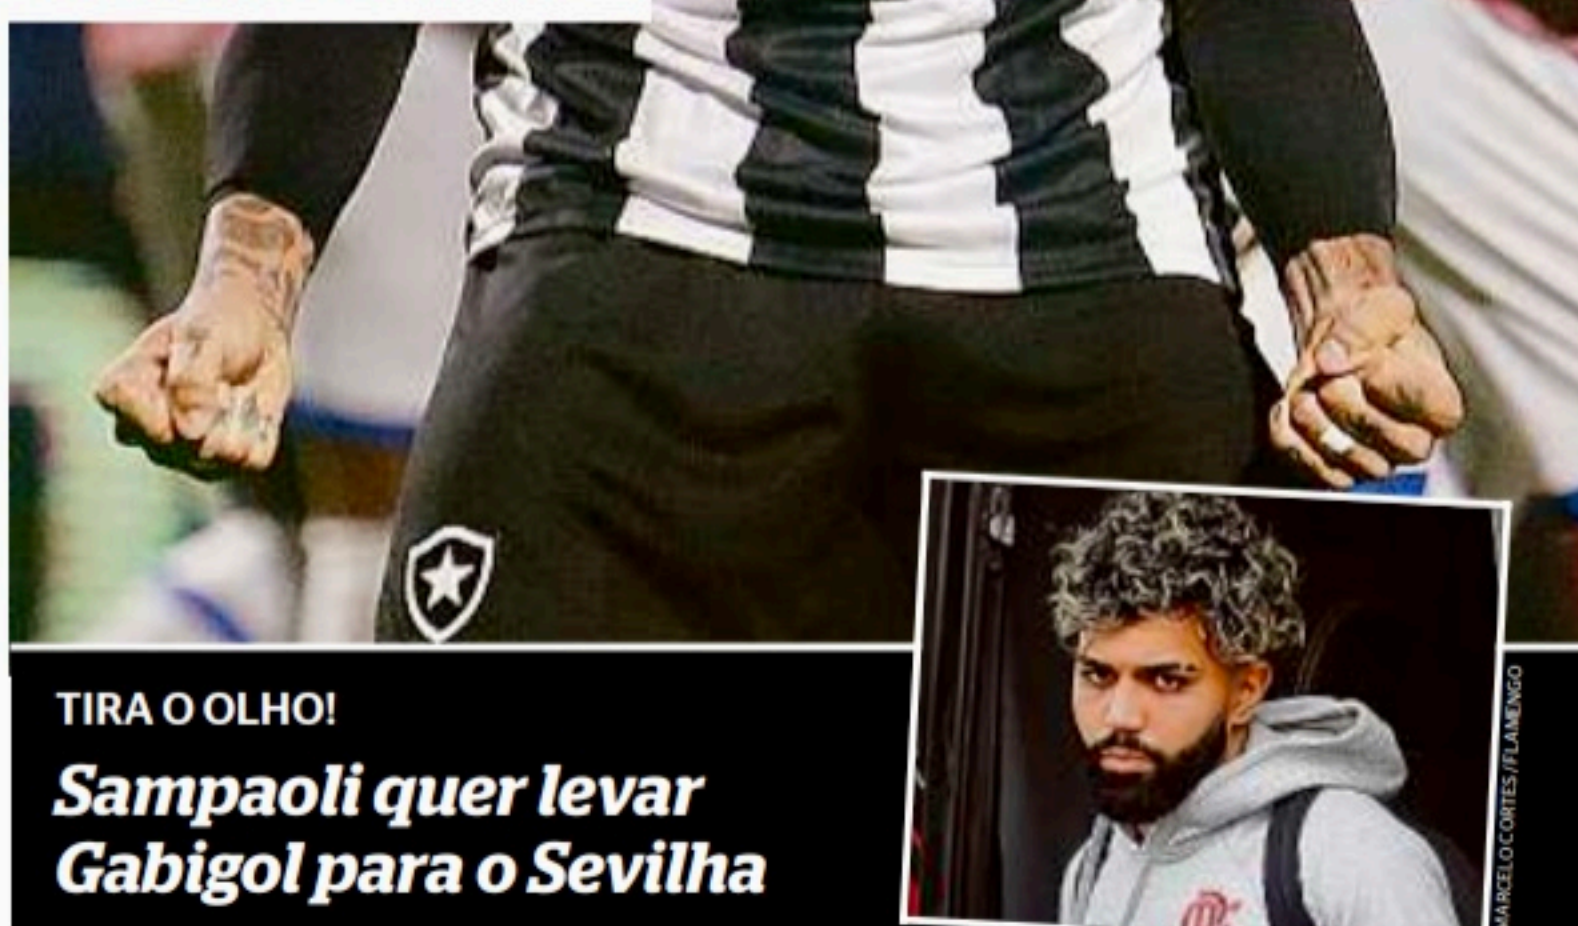 TIRA O OLHO!
Sampaoli quer levar
Gabigol para o Sevilha
MARCELO CORTES / FLAMENGO